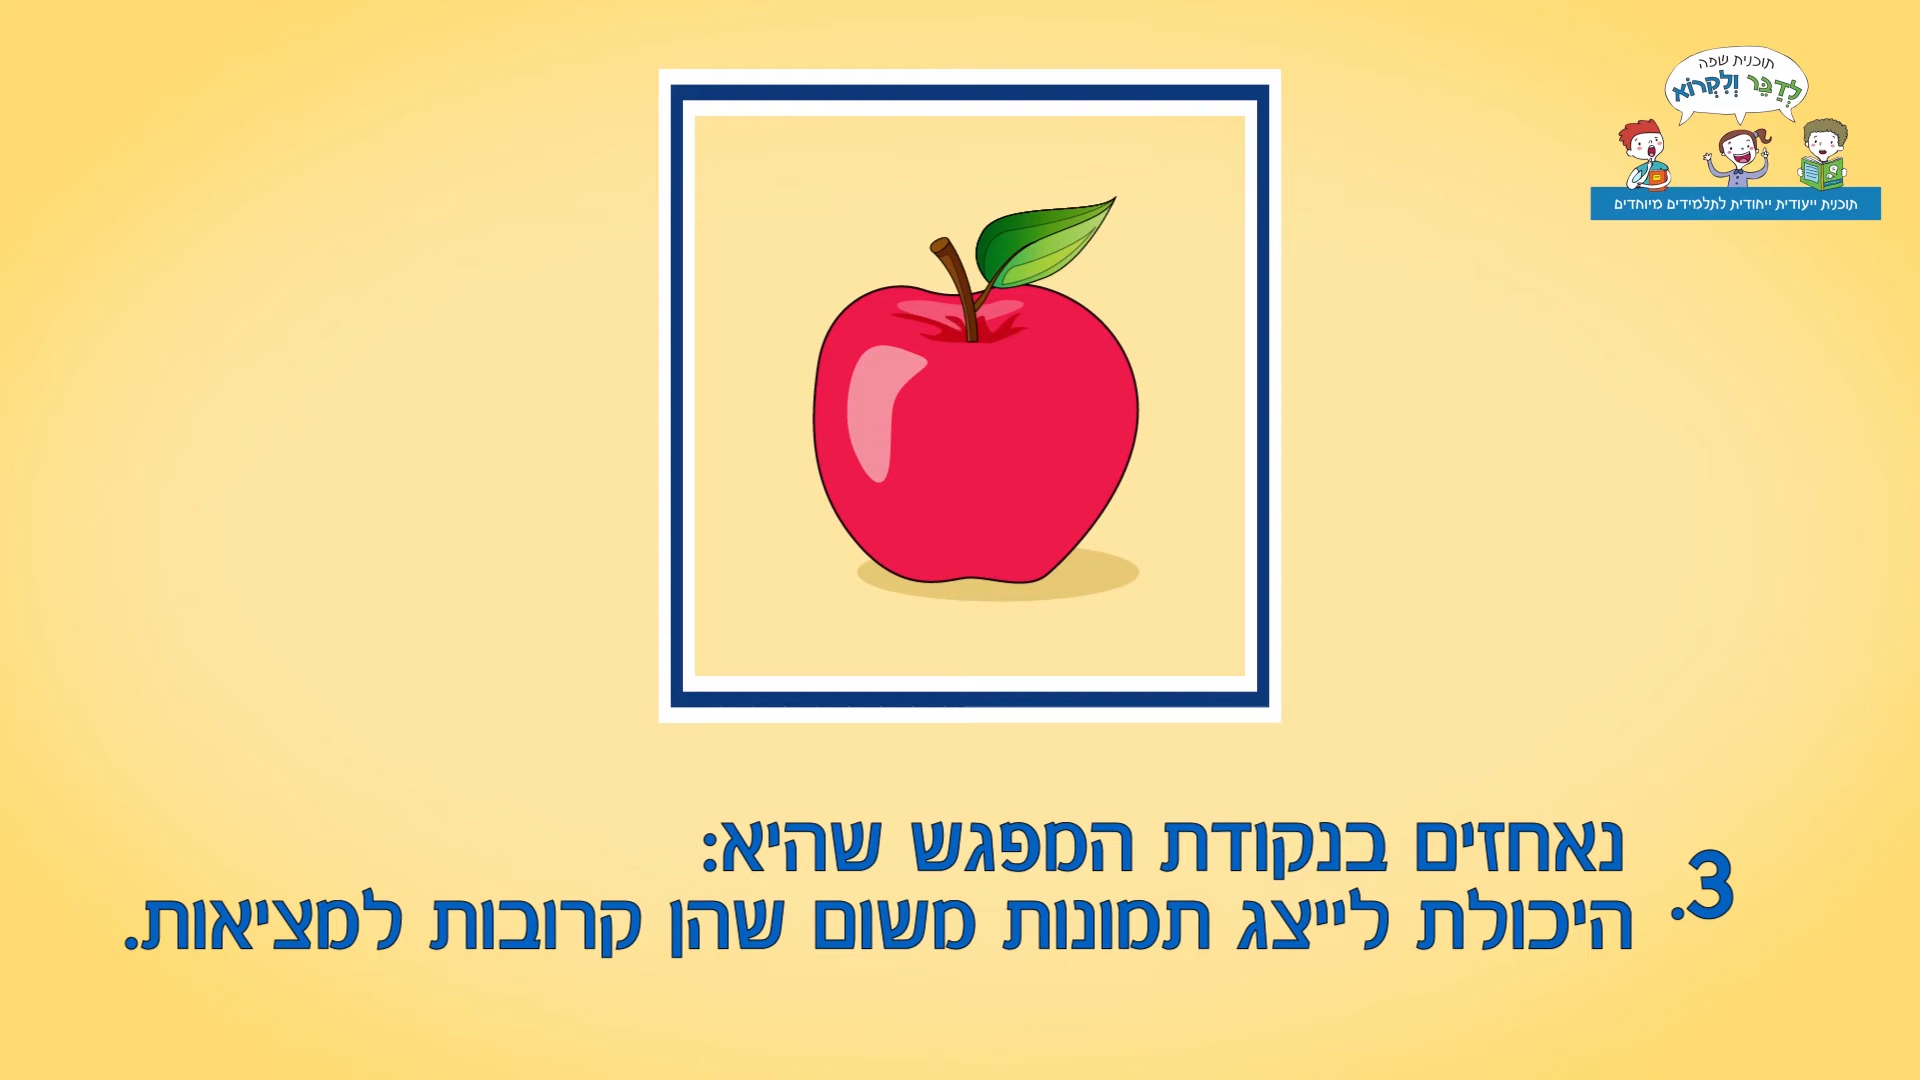 תוכנית שפה
לְדַבֵּר וְלִקְרוֹא
תוכנית ייעודית ייחודית לתלמידים מיוחדים
3. נאחזים בנקודת המפגש שהיא:
היכולת לייצג תמונות משום שהן קרובות למציאות.